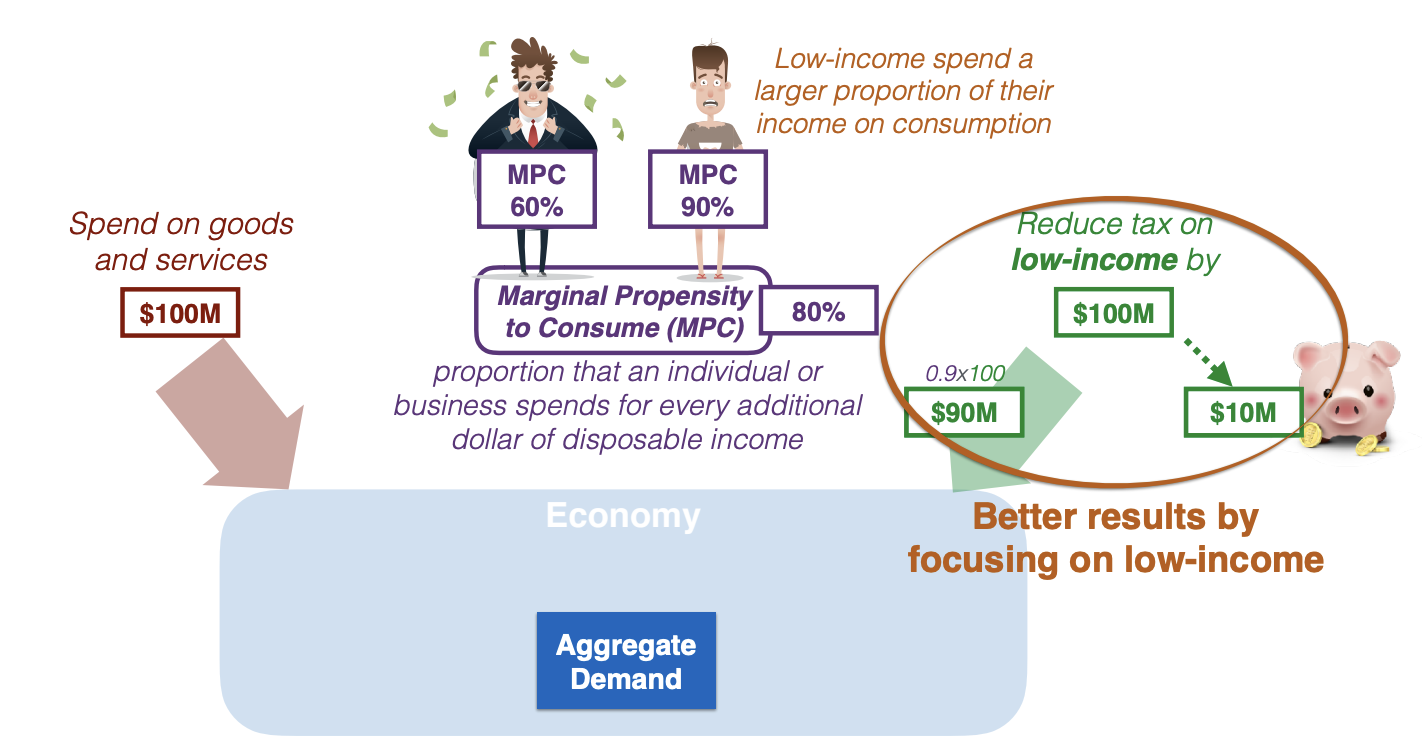 Low-income spend a
larger proportion of their
income on consumption
MPC
60%
MPC
90%
Spend on goods
and services
$100M
Marginal Propensity
to Consume (MPC)
80%
proportion that an individual or
business spends for every additional
dollar of disposable income
Reduce tax on
low-income by
$100M
0.9x100
$90M
$10M
Economy
Better results by
focusing on low-income
Aggregate
Demand